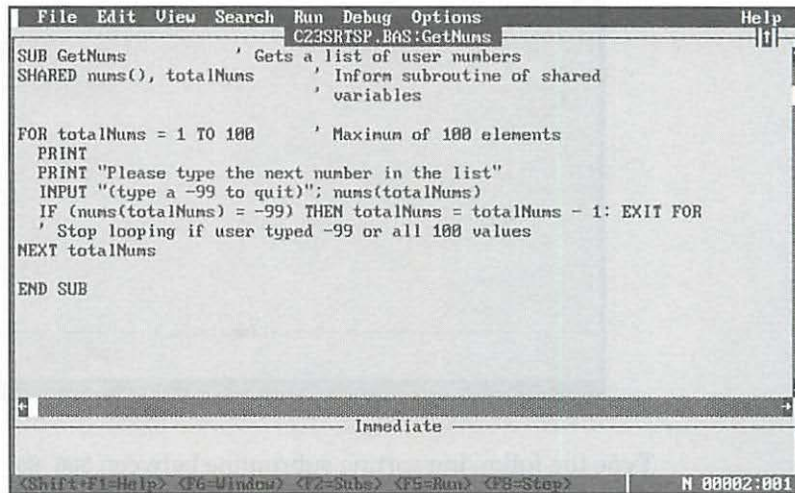 File Edit View Search Run Debug Options Help
C23SRTSP.BAS:GetNums
SUB GetNums ' Gets a list of user numbers
SHARED nums(), totalNums ' Inform subroutine of shared
' variables
FOR totalNums = 1 TO 100 ' Maximum of 100 elements
PRINT
PRINT "Please type the next number in the list"
INPUT "(type a -99 to quit)"; nums(totalNums)
IF (nums(totalNums) = -99) THEN totalNums = totalNums - 1: EXIT FOR
' Stop looping if user typed -99 or all 100 values
NEXT totalNums
END SUB
Immediate
<Shift+F1=Help> <F6=Window> <F2=Subs> <F5=Run> <F8=Step> N 00002:001